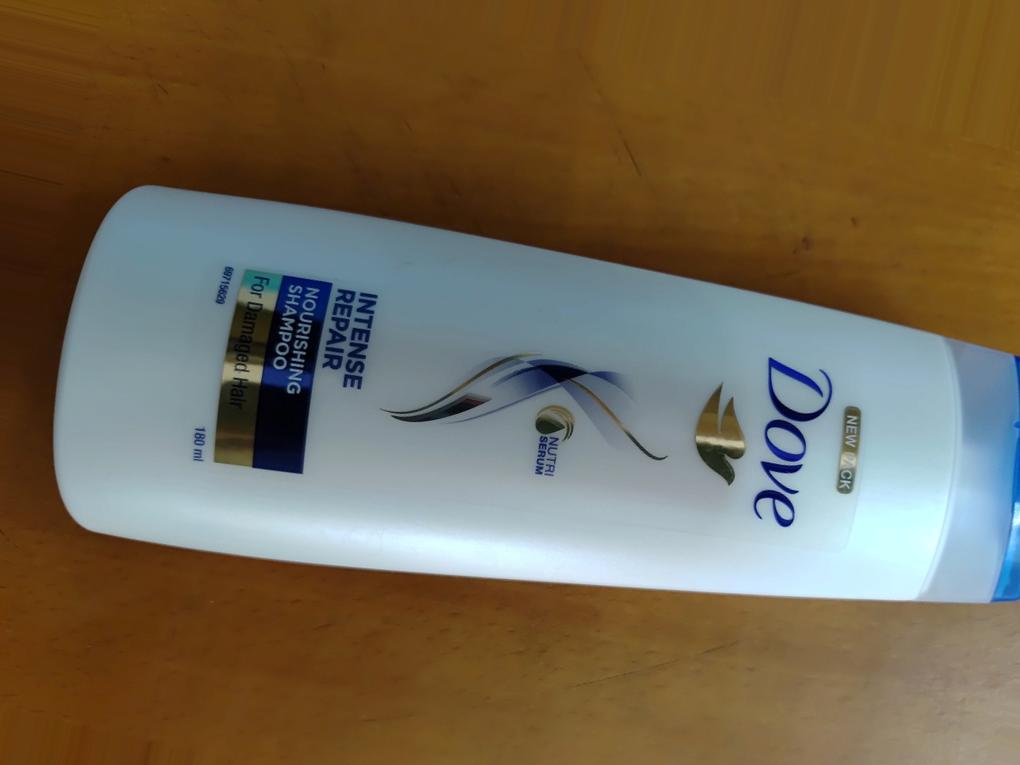 NEW PACK
Dove
NUTRI
SERUM
INTENSE
REPAIR
NOURISHING
SHAMPOO
For Damaged Hair
180 ml